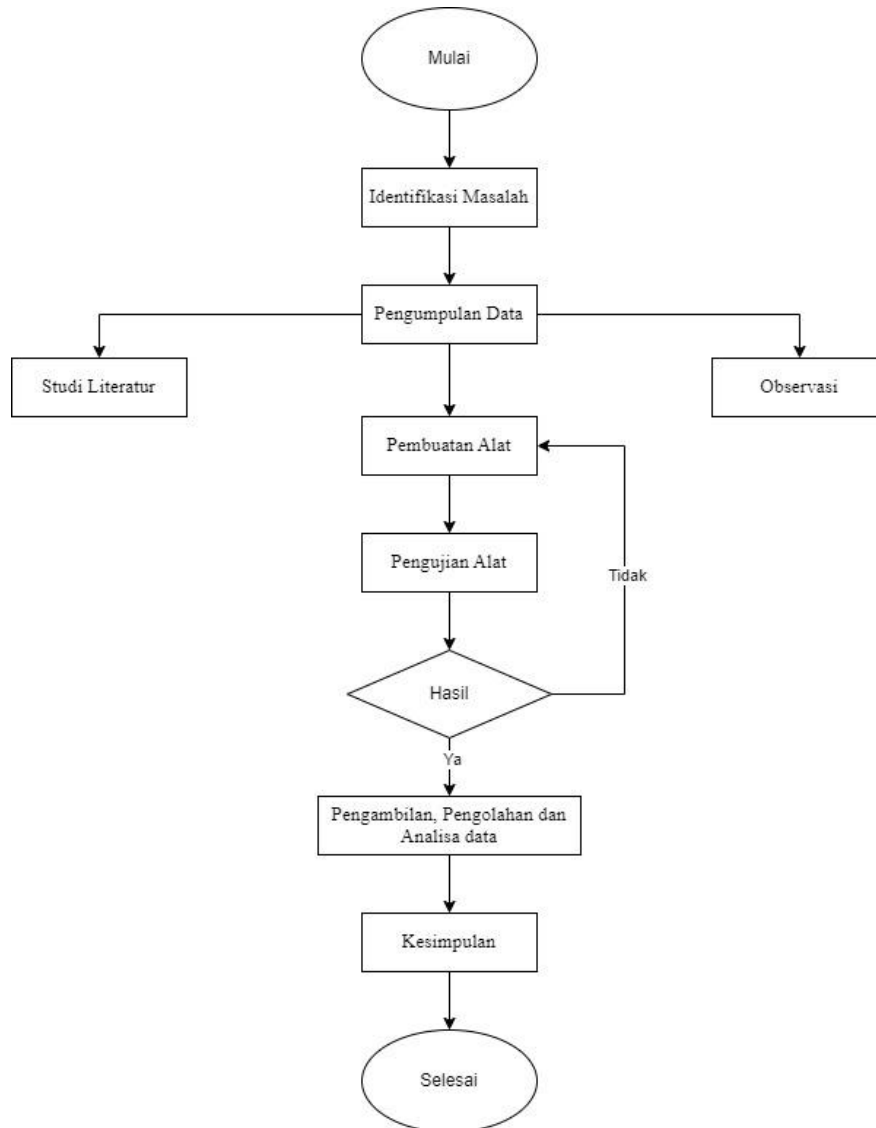 Mulai
Identifikasi Masalah
Pengumpulan Data
Studi Literatur
Observasi
Pembuatan Alat
Pengujian Alat
Tidak
Hasil
Ya
Pengambilan, Pengolahan dan
Analisa data
Kesimpulan
Selesai